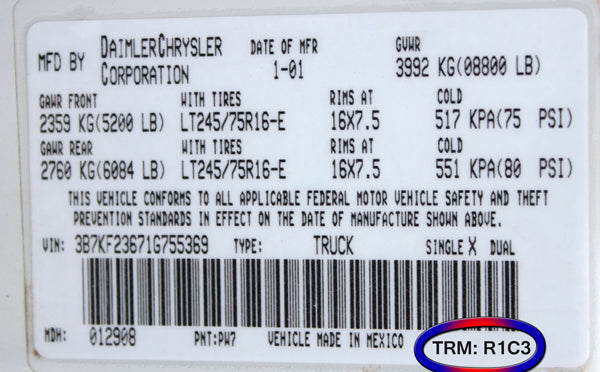 MFD BY DAIMLERCHRYSLER CORPORATION DATE OF MFR 1-01 GVWR 3992 KG(08800 LB)
GAWR FRONT WITH TIRES RIMS AT COLD
2359 KG(5200 LB) LT245/75R16-E 16X7.5 517 KPA(75 PSI)
GAWR REAR WITH TIRES RIMS AT COLD
2760 KG(6084 LB) LT245/75R16-E 16X7.5 551 KPA(80 PSI)
THIS VEHICLE CONFORMS TO ALL APPLICABLE FEDERAL MOTOR VEHICLE SAFETY AND THEFT
PREVENTION STANDARDS IN EFFECT ON THE DATE OF MANUFACTURE SHOWN ABOVE.
VIN: 3B7KF23671G755369 TYPE: TRUCK SINGLE X DUAL
MDH: 012908 PNT:PW7 VEHICLE MADE IN MEXICO
TRM: R1C3